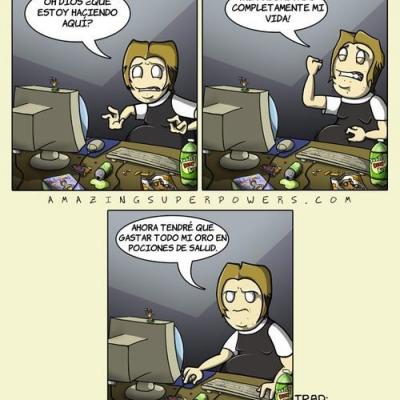 OH DIOS ¿QUÉ
ESTOY HACIENDO
AQUÍ?
COMPLETAMENTE MI
VIDA!
AMAZINGSUPERPOWERS.COM
AHORA TENDRÉ QUE
GASTAR TODO MI ORO EN
POCIONES DE SALUD.
TRAD: